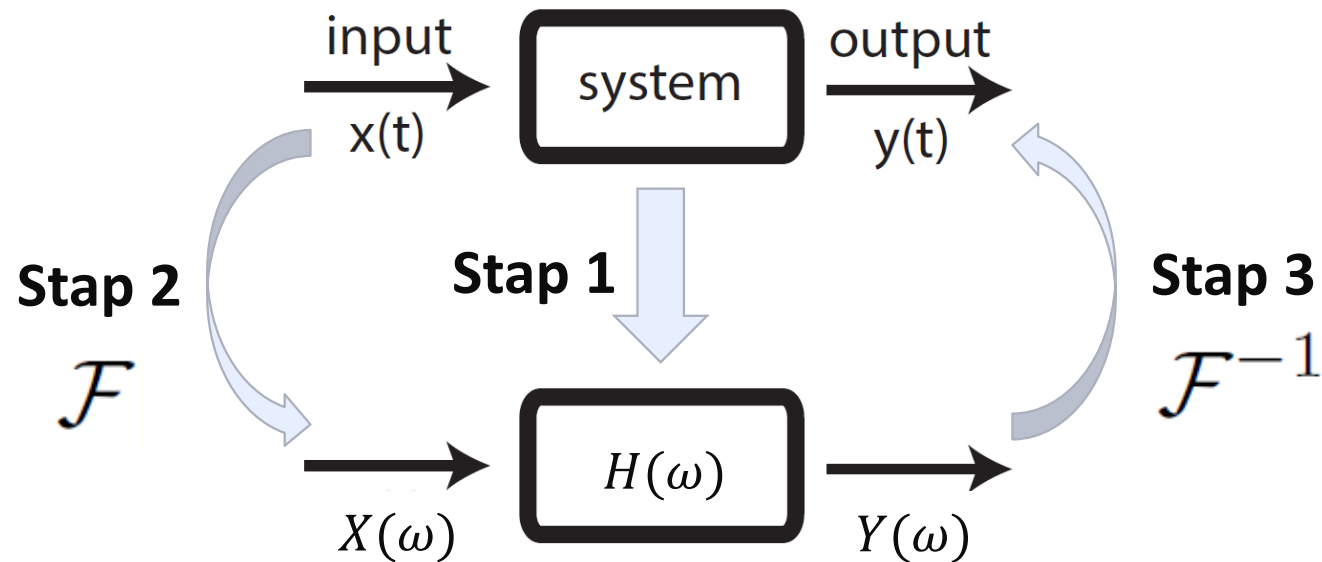 input
system
output
x(t)
y(t)
Stap 2
Stap 1
Stap 3
ℱ
ℱ⁻¹
H(ω)
X(ω)
Y(ω)